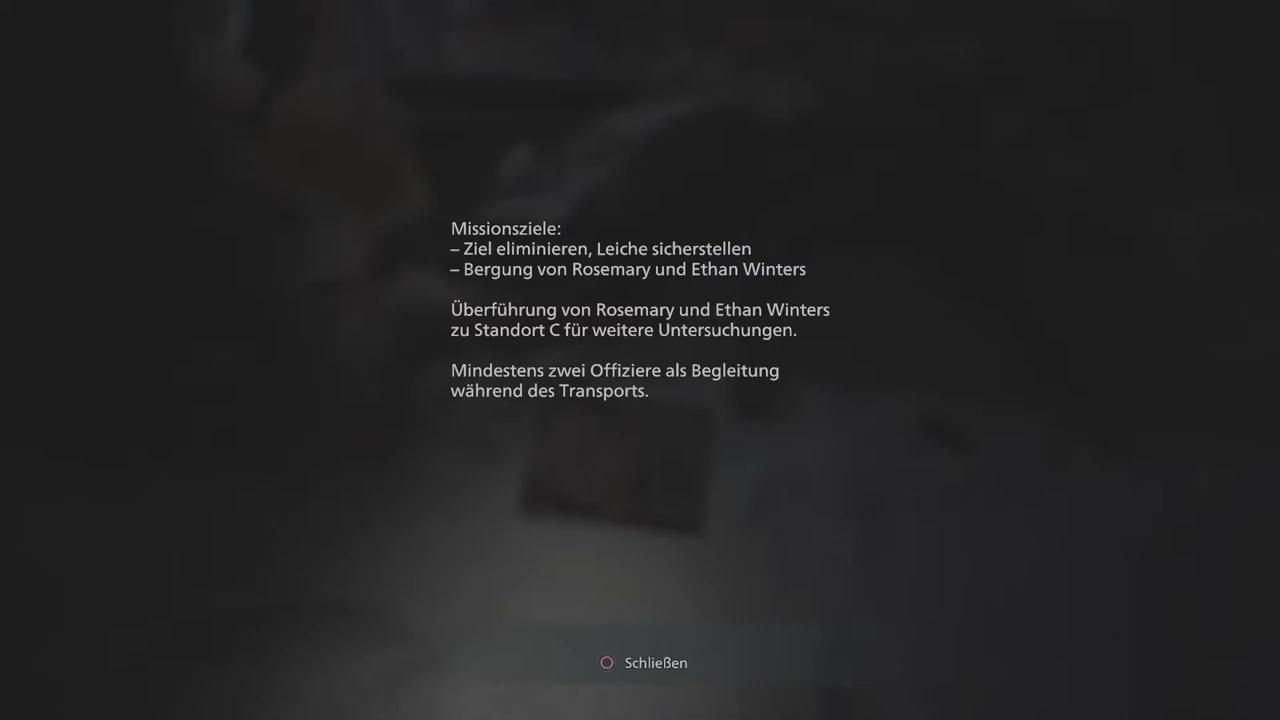 Missionsziele:
– Ziel eliminieren, Leiche sicherstellen
– Bergung von Rosemary und Ethan Winters
Überführung von Rosemary und Ethan Winters
zu Standort C für weitere Untersuchungen.
Mindestens zwei Offiziere als Begleitung
während des Transports.
Schließen